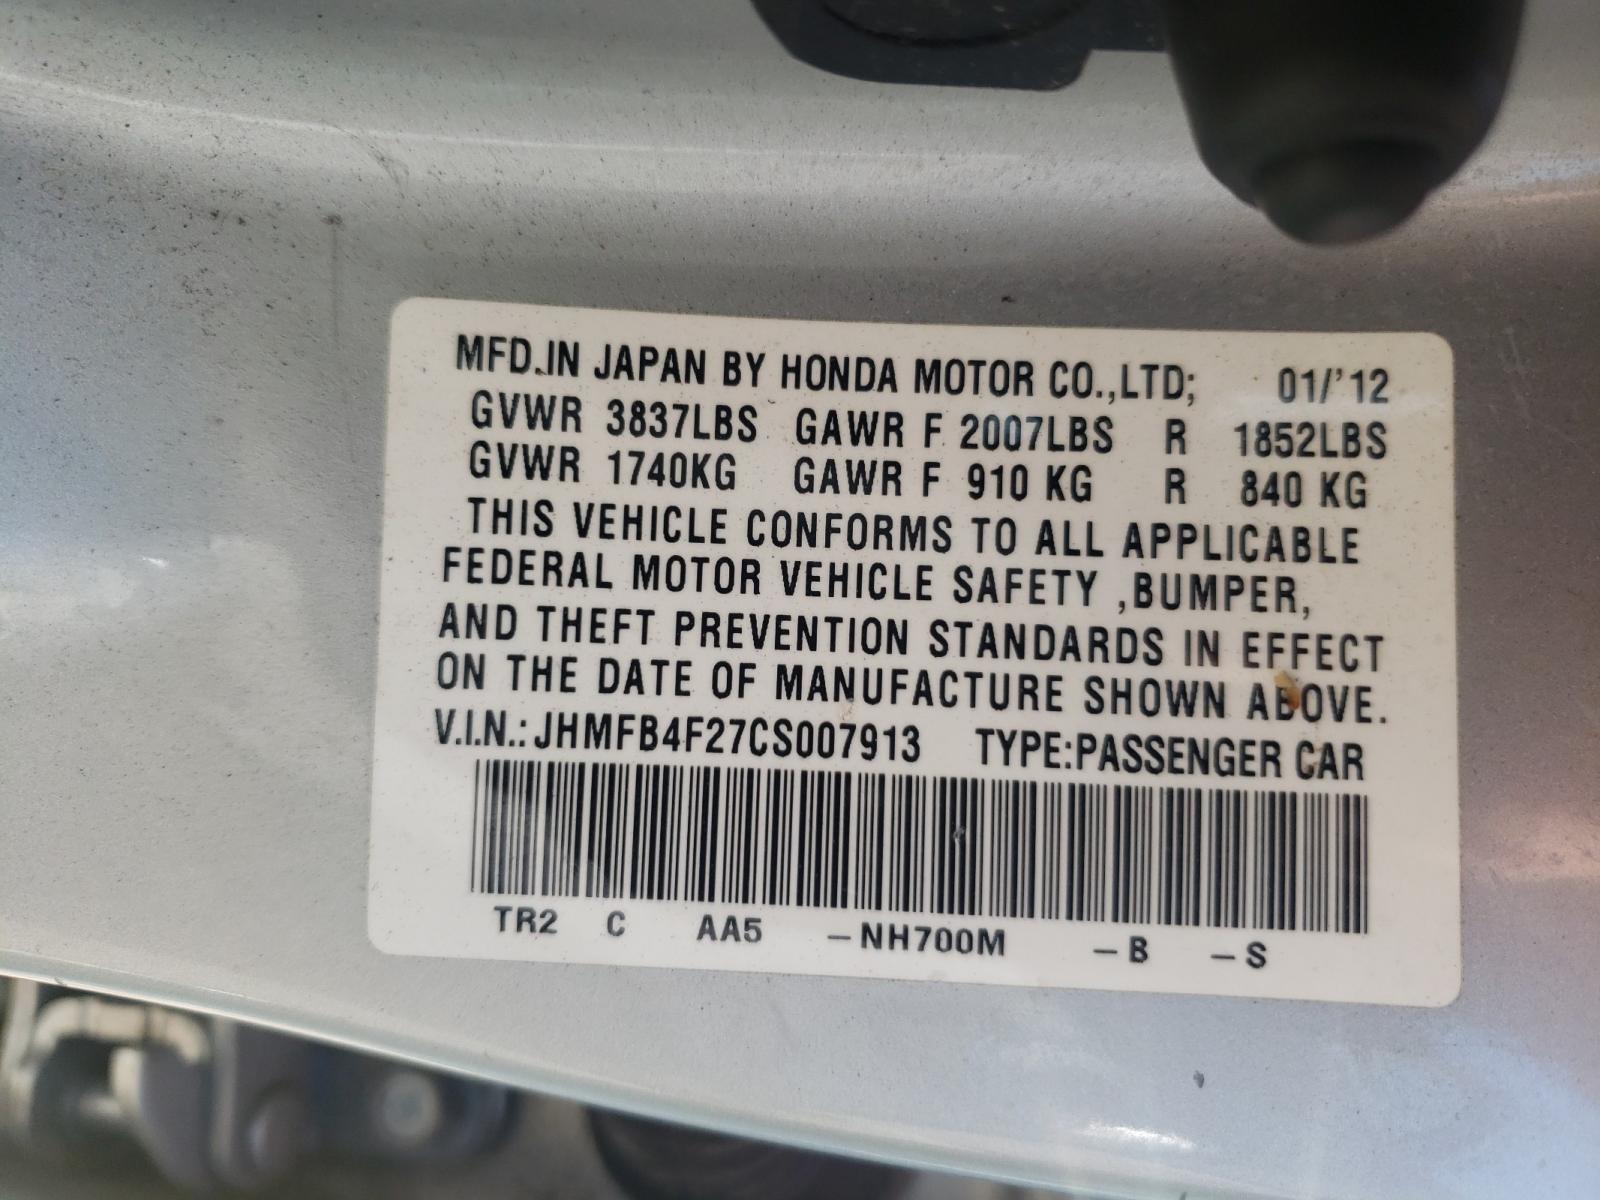 MFD.IN JAPAN BY HONDA MOTOR CO.,LTD; 01/'12
GVWR 3837LBS GAWR F 2007LBS R 1852LBS
GVWR 1740KG GAWR F 910 KG R 840 KG
THIS VEHICLE CONFORMS TO ALL APPLICABLE
FEDERAL MOTOR VEHICLE SAFETY ,BUMPER,
AND THEFT PREVENTION STANDARDS IN EFFECT
ON THE DATE OF MANUFACTURE SHOWN ABOVE.
V.I.N.: JHMFB4F27CS007913 TYPE:PASSENGER CAR
TR2 C AA5 –NH700M –B –S